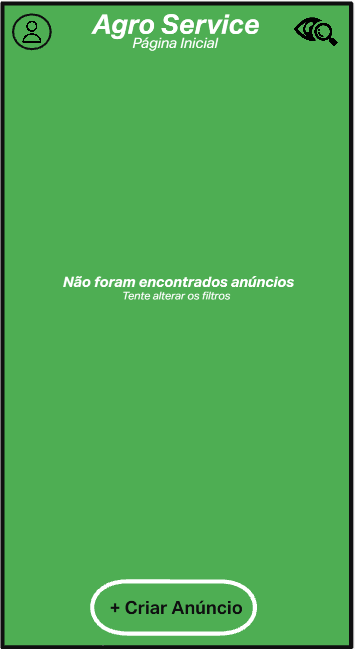 Agro Service
Página Inicial
Não foram encontrados anúncios
Tente alterar os filtros
+ Criar Anúncio